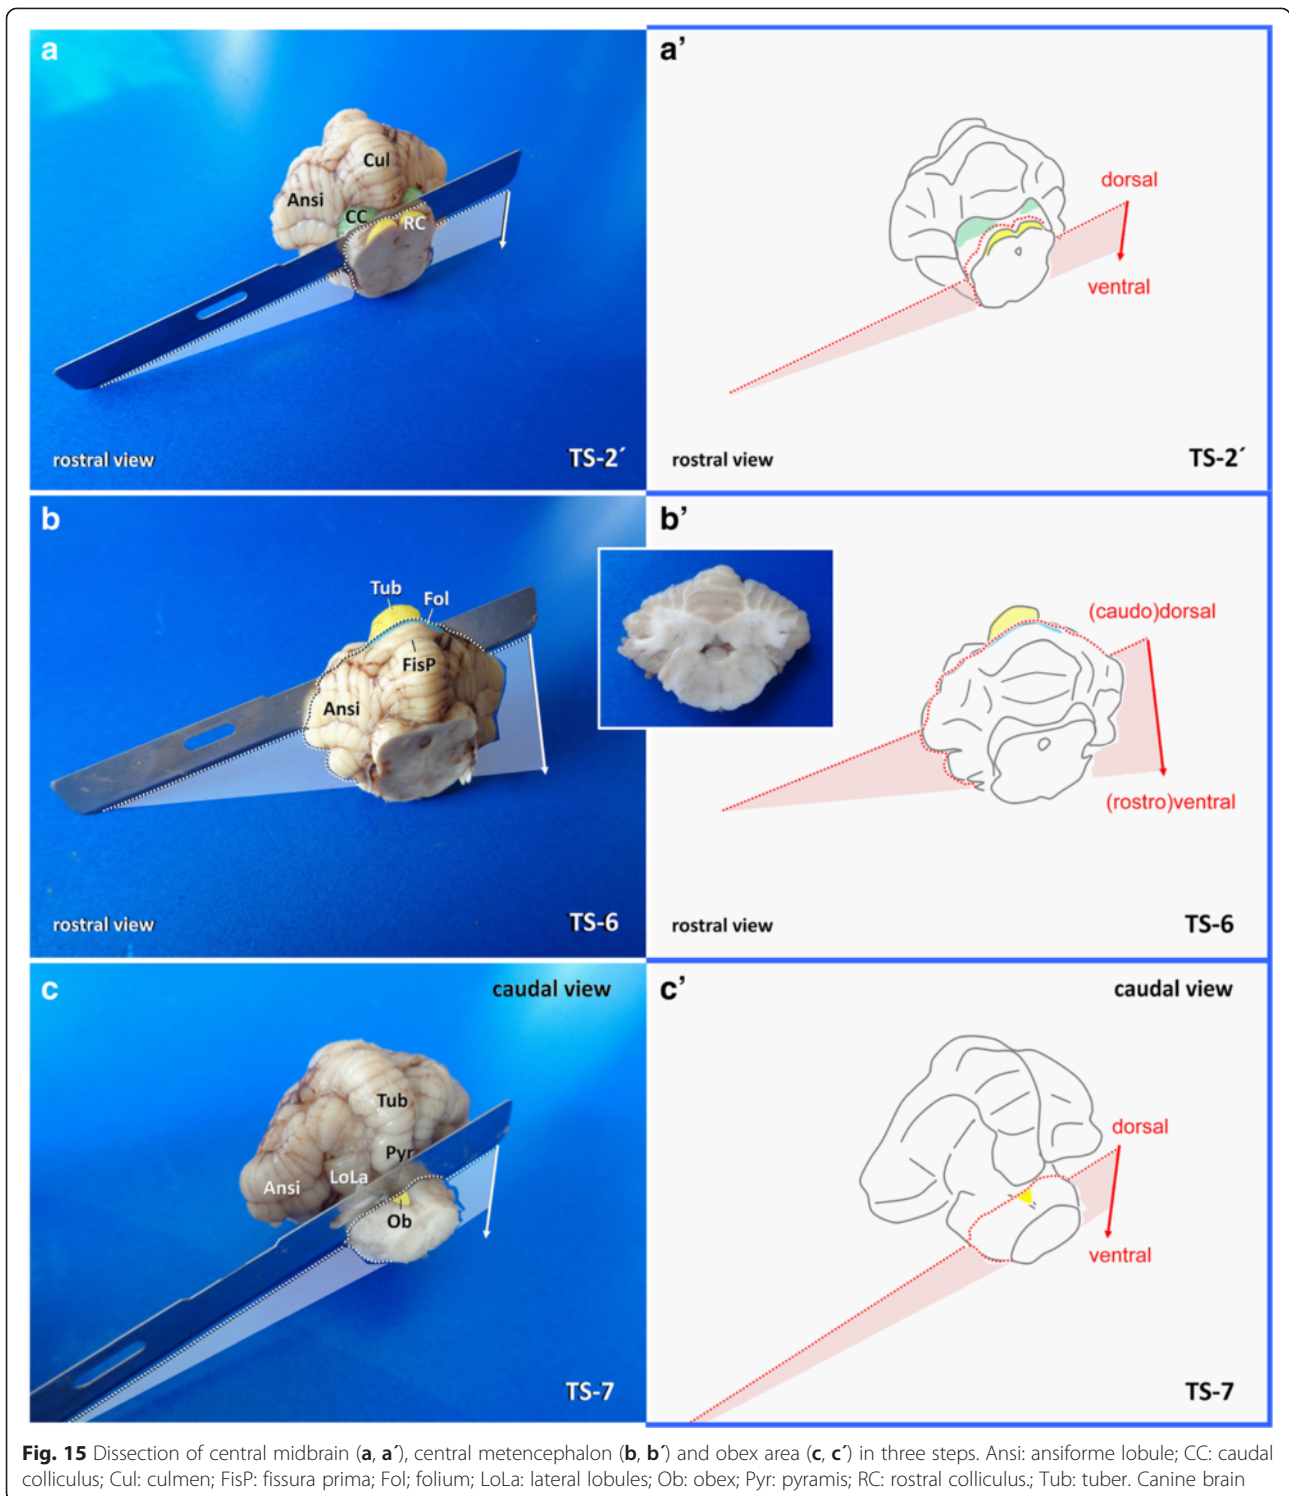 a
Cul
Ansi
CC
RC
rostral view
TS-2´
a’
dorsal
ventral
rostral view
TS-2´
b
Tub
Fol
FisP
Ansi
rostral view
TS-6
b’
(caudo)dorsal
(rostro)ventral
rostral view
TS-6
c
caudal view
Tub
Pyr
LoLa
Ansi
Ob
TS-7
c’
caudal view
dorsal
ventral
TS-7
Fig. 15 Dissection of central midbrain (a, a´), central metencephalon (b, b´) and obex area (c, c´) in three steps. Ansi: ansiforme lobule; CC: caudal
colliculus; Cul: culmen; FisP: fissura prima; Fol; folium; LoLa: lateral lobules; Ob: obex; Pyr: pyramis; RC: rostral colliculus.; Tub: tuber. Canine brain